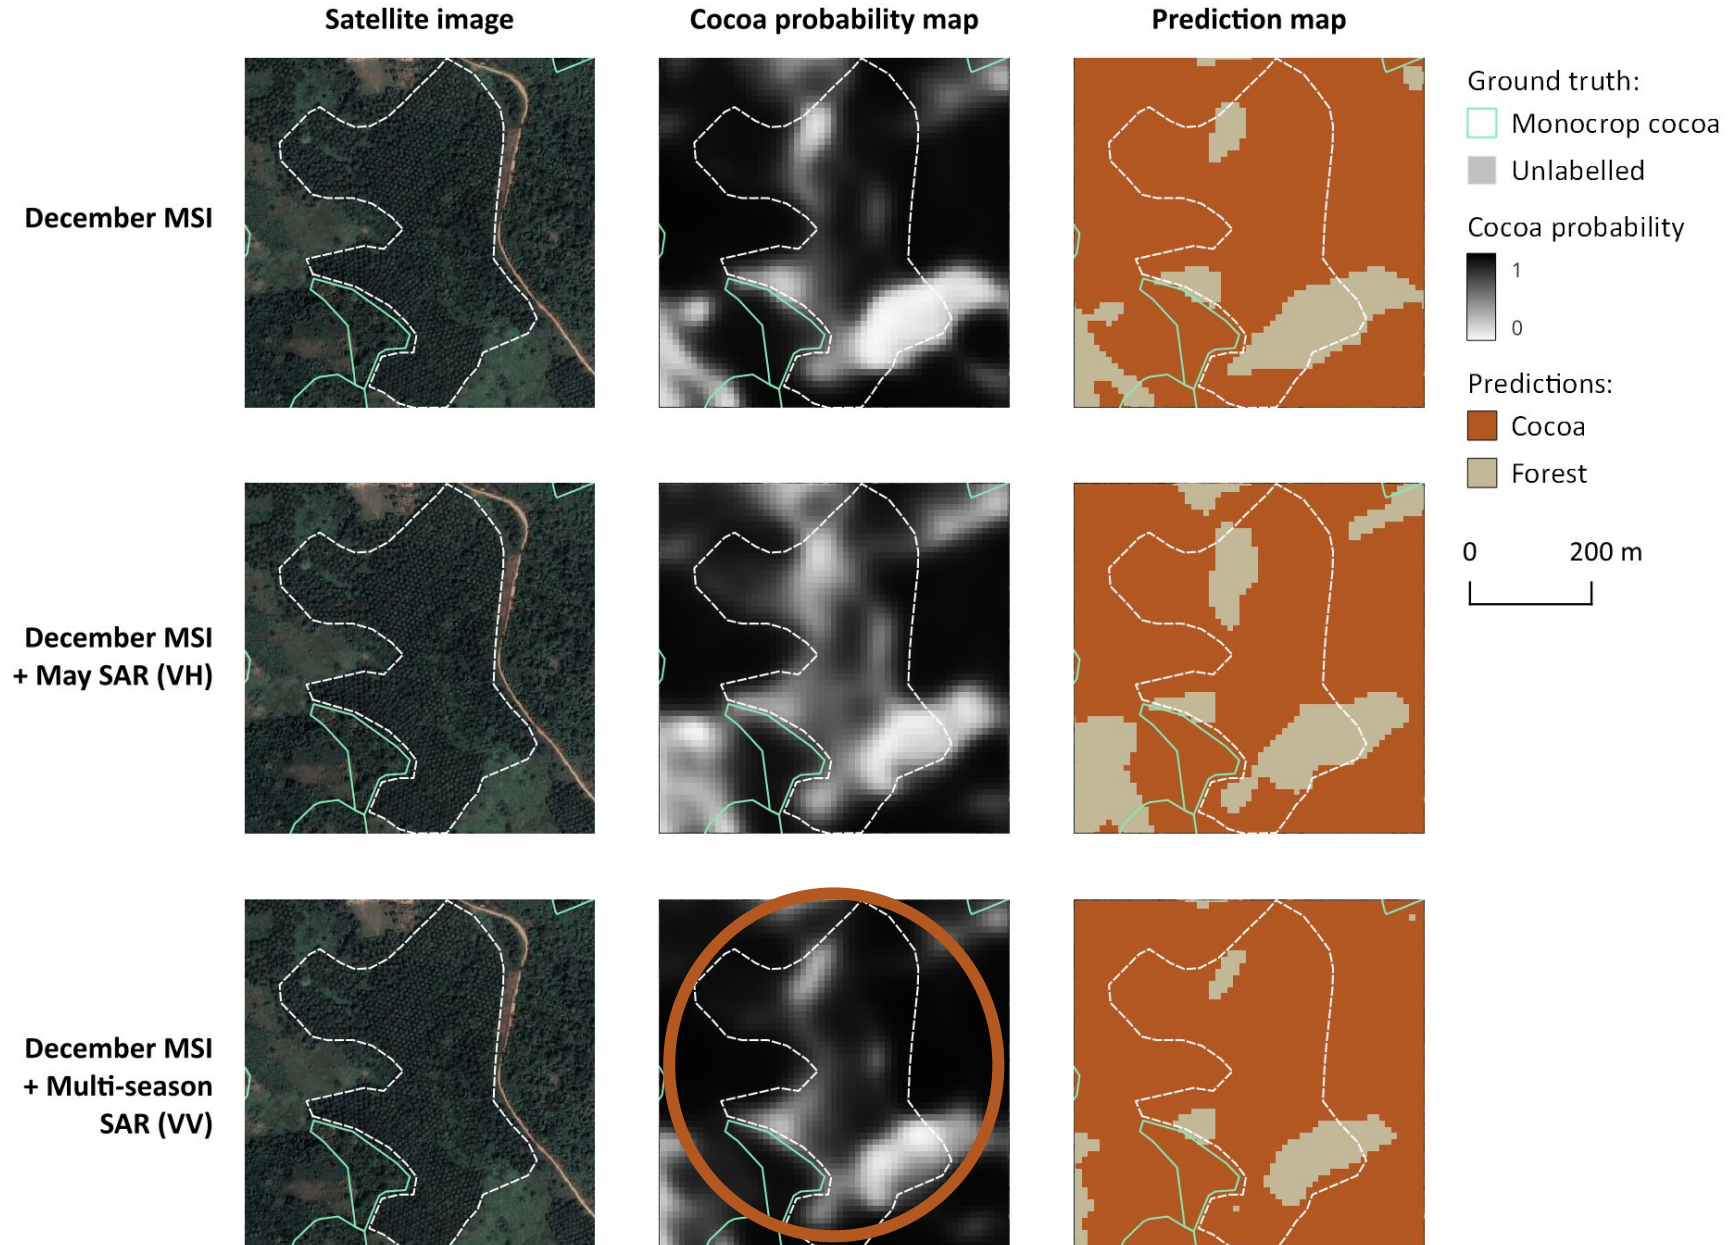 Satellite image
Cocoa probability map
Prediction map
December MSI
December MSI
+ May SAR (VH)
December MSI
+ Multi-season
SAR (VV)
Ground truth:
Monocrop cocoa
Unlabelled
Cocoa probability
1
0
Predictions:
Cocoa
Forest
0 200 m